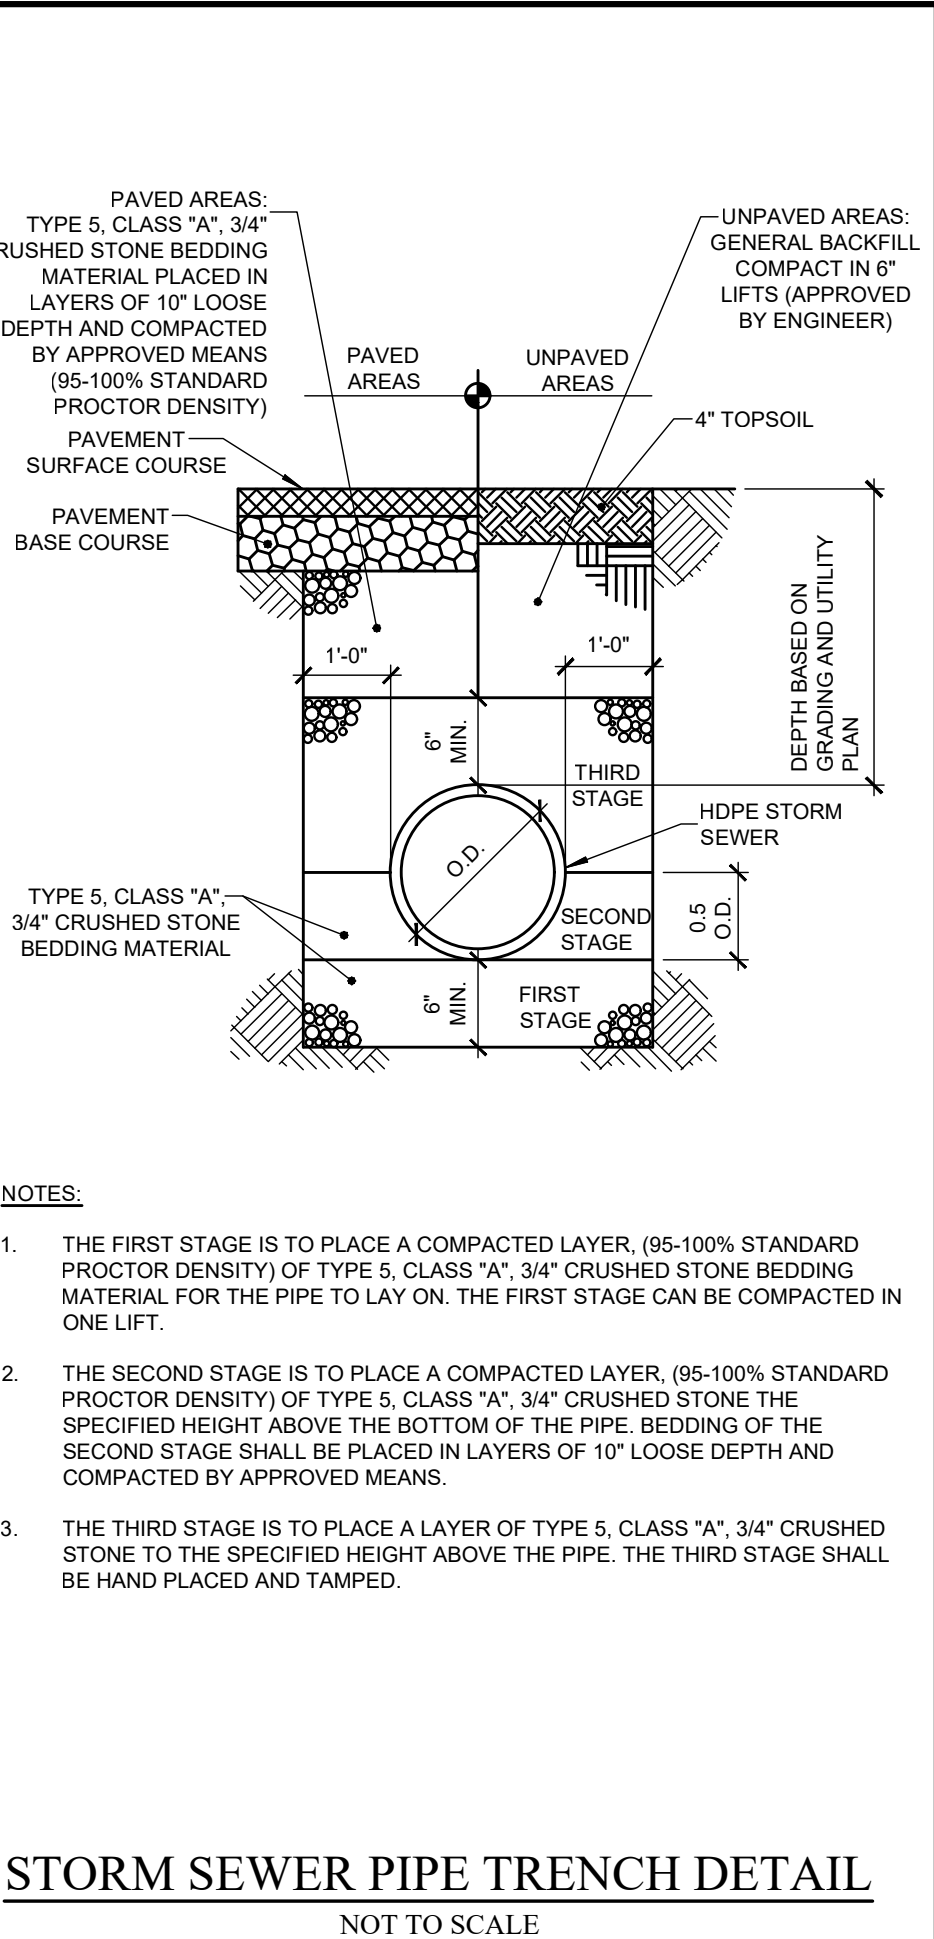 PAVED AREAS:
TYPE 5, CLASS "A", 3/4"
RUSHED STONE BEDDING
MATERIAL PLACED IN
LAYERS OF 10" LOOSE
DEPTH AND COMPACTED
BY APPROVED MEANS
(95-100% STANDARD
PROCTOR DENSITY)
PAVEMENT
SURFACE COURSE
PAVEMENT
BASE COURSE
PAVED
AREAS
UNPAVED
AREAS
UNPAVED AREAS:
GENERAL BACKFILL
COMPACT IN 6"
LIFTS (APPROVED
BY ENGINEER)
4" TOPSOIL
DEPTH BASED ON
GRADING AND UTILITY
PLAN
1'-0"
1'-0"
6"
MIN.
THIRD
STAGE
HDPE STORM
SEWER
O.D.
TYPE 5, CLASS "A",
3/4" CRUSHED STONE
BEDDING MATERIAL
SECOND
STAGE
0.5
O.D.
6"
MIN.
FIRST
STAGE
NOTES:
1. THE FIRST STAGE IS TO PLACE A COMPACTED LAYER, (95-100% STANDARD
PROCTOR DENSITY) OF TYPE 5, CLASS "A", 3/4" CRUSHED STONE BEDDING
MATERIAL FOR THE PIPE TO LAY ON. THE FIRST STAGE CAN BE COMPACTED IN
ONE LIFT.
2. THE SECOND STAGE IS TO PLACE A COMPACTED LAYER, (95-100% STANDARD
PROCTOR DENSITY) OF TYPE 5, CLASS "A", 3/4" CRUSHED STONE THE
SPECIFIED HEIGHT ABOVE THE BOTTOM OF THE PIPE. BEDDING OF THE
SECOND STAGE SHALL BE PLACED IN LAYERS OF 10" LOOSE DEPTH AND
COMPACTED BY APPROVED MEANS.
3. THE THIRD STAGE IS TO PLACE A LAYER OF TYPE 5, CLASS "A", 3/4" CRUSHED
STONE TO THE SPECIFIED HEIGHT ABOVE THE PIPE. THE THIRD STAGE SHALL
BE HAND PLACED AND TAMPED.
STORM SEWER PIPE TRENCH DETAIL
NOT TO SCALE